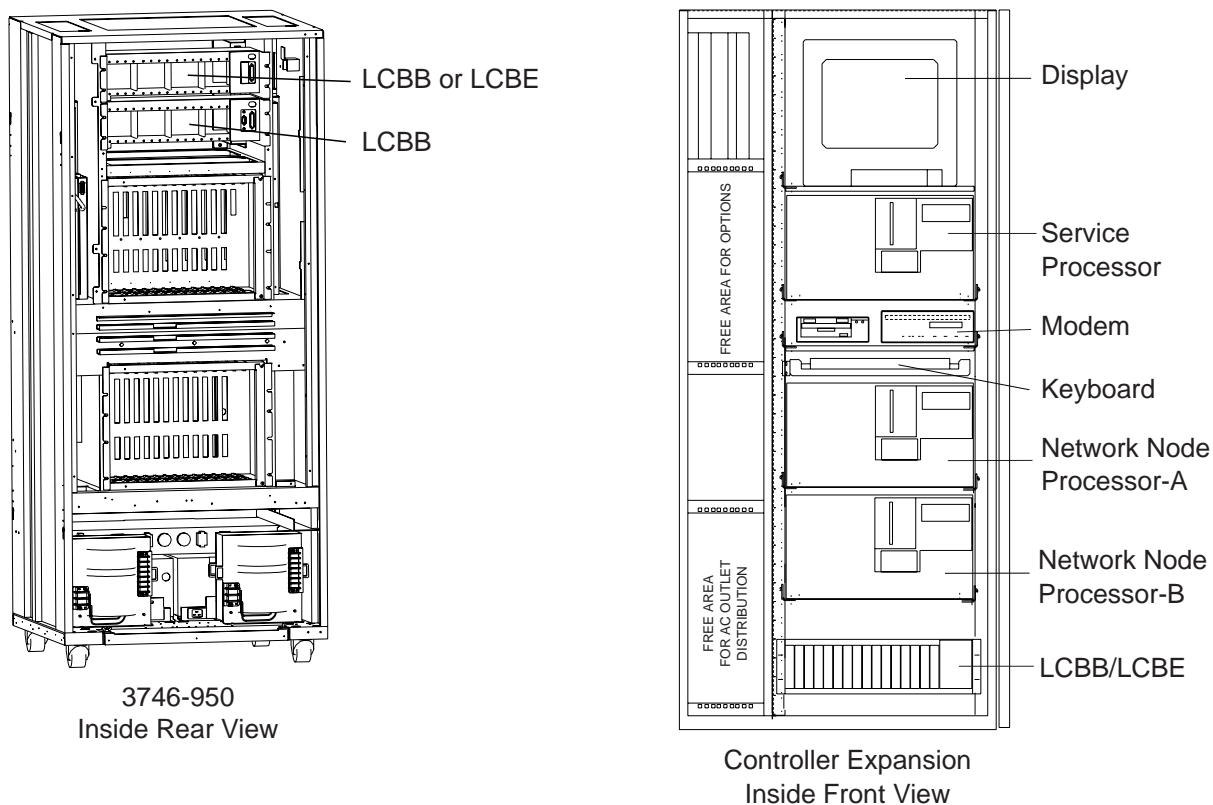 LCBB or LCBE
LCBB
3746-950
Inside Rear View
FREE AREA FOR OPTIONS
FREE AREA
FOR AC OUTLET
DISTRIBUTION
Display
Service
Processor
Modem
Keyboard
Network Node
Processor-A
Network Node
Processor-B
LCBB/LCBE
Controller Expansion
Inside Front View